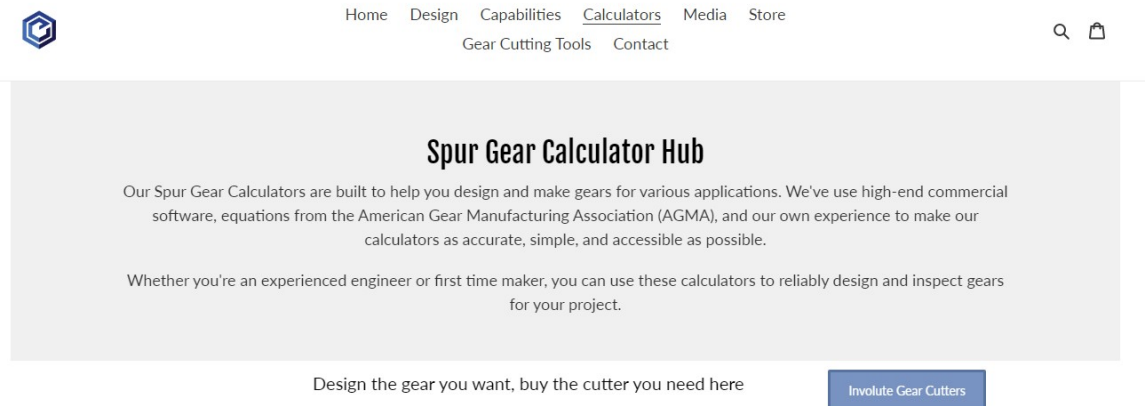 Home Design Capabilities Calculators Media Store
Gear Cutting Tools Contact
Spur Gear Calculator Hub
Our Spur Gear Calculators are built to help you design and make gears for various applications. We've use high-end commercial
software, equations from the American Gear Manufacturing Association (AGMA), and our own experience to make our
calculators as accurate, simple, and accessible as possible.
Whether you're an experienced engineer or first time maker, you can use these calculators to reliably design and inspect gears
for your project.
Design the gear you want, buy the cutter you need here
Involute Gear Cutters